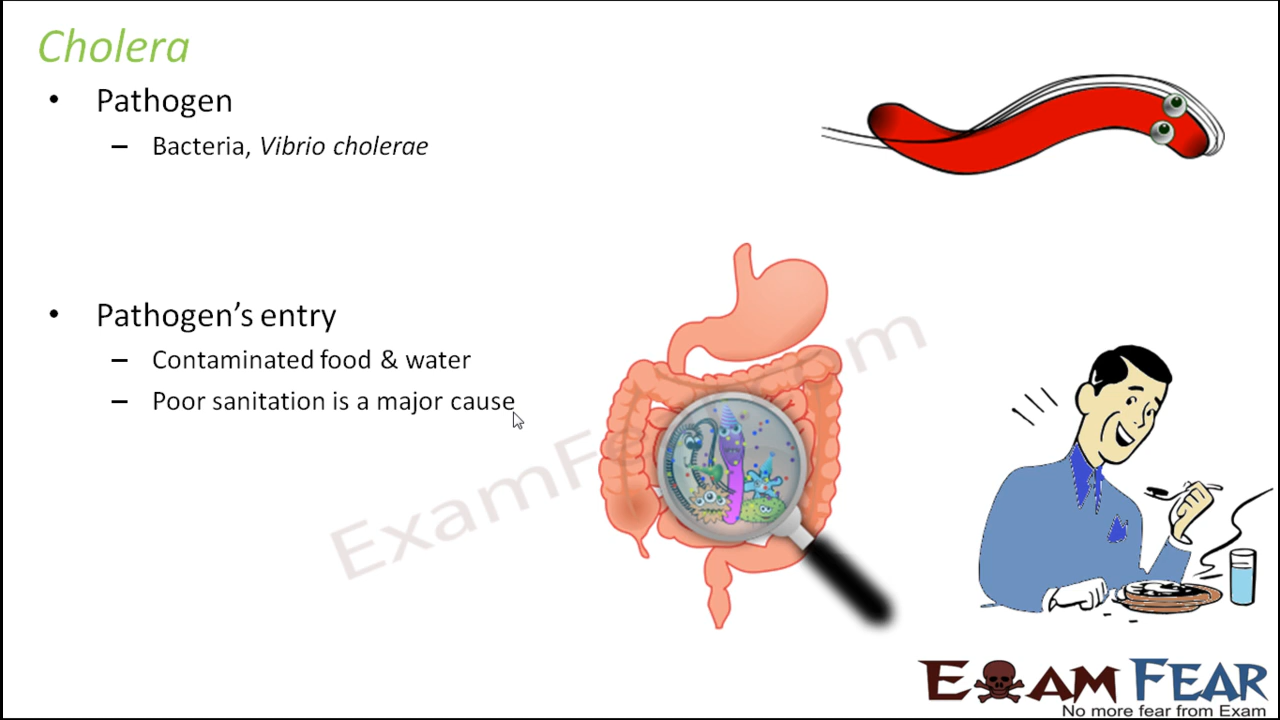 Cholera
• Pathogen
– Bacteria, Vibrio cholerae
• Pathogen’s entry
– Contaminated food & water
– Poor sanitation is a major cause
ExamFear.com
EXAM FEAR
No more fear from Exam